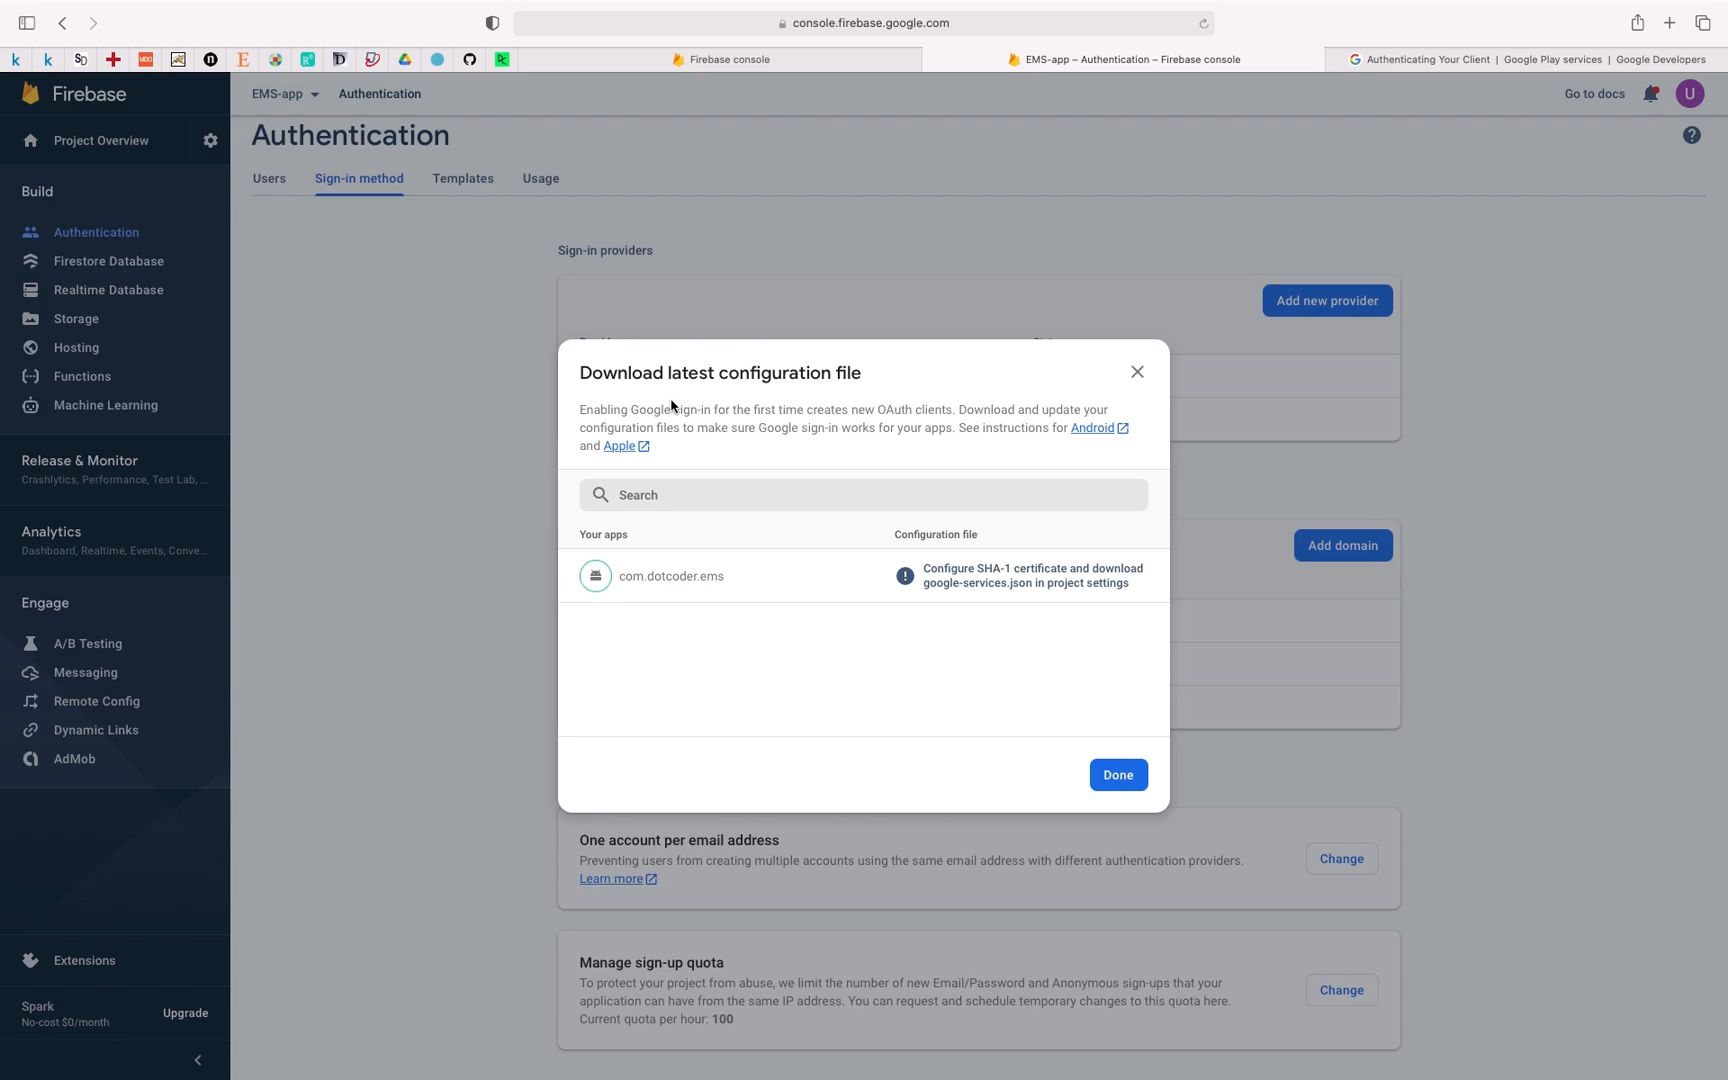 console.firebase.google.com
Firebase console
EMS-app – Authentication – Firebase console
Authenticating Your Client | Google Play services | Google Developers
Firebase
EMS-app
Authentication
Go to docs
U
Project Overview
Authentication
Users
Sign-in method
Templates
Usage
Build
Authentication
Firestore Database
Realtime Database
Storage
Hosting
Functions
Machine Learning
Release & Monitor
Crashlytics, Performance, Test Lab, ...
Analytics
Dashboard, Realtime, Events, Conve...
Engage
A/B Testing
Messaging
Remote Config
Dynamic Links
AdMob
Extensions
Spark
No-cost $0/month
Upgrade
Sign-in providers
Add new provider
Download latest configuration file
Enabling Google sign-in for the first time creates new OAuth clients. Download and update your
configuration files to make sure Google sign-in works for your apps. See instructions for Android
and Apple
Search
Your apps
Configuration file
com.dotcoder.ems
Configure SHA-1 certificate and download
google-services.json in project settings
Add domain
Done
One account per email address
Preventing users from creating multiple accounts using the same email address with different authentication providers.
Learn more
Change
Manage sign-up quota
To protect your project from abuse, we limit the number of new Email/Password and Anonymous sign-ups that your
application can have from the same IP address. You can request and schedule temporary changes to this quota here.
Current quota per hour: 100
Change